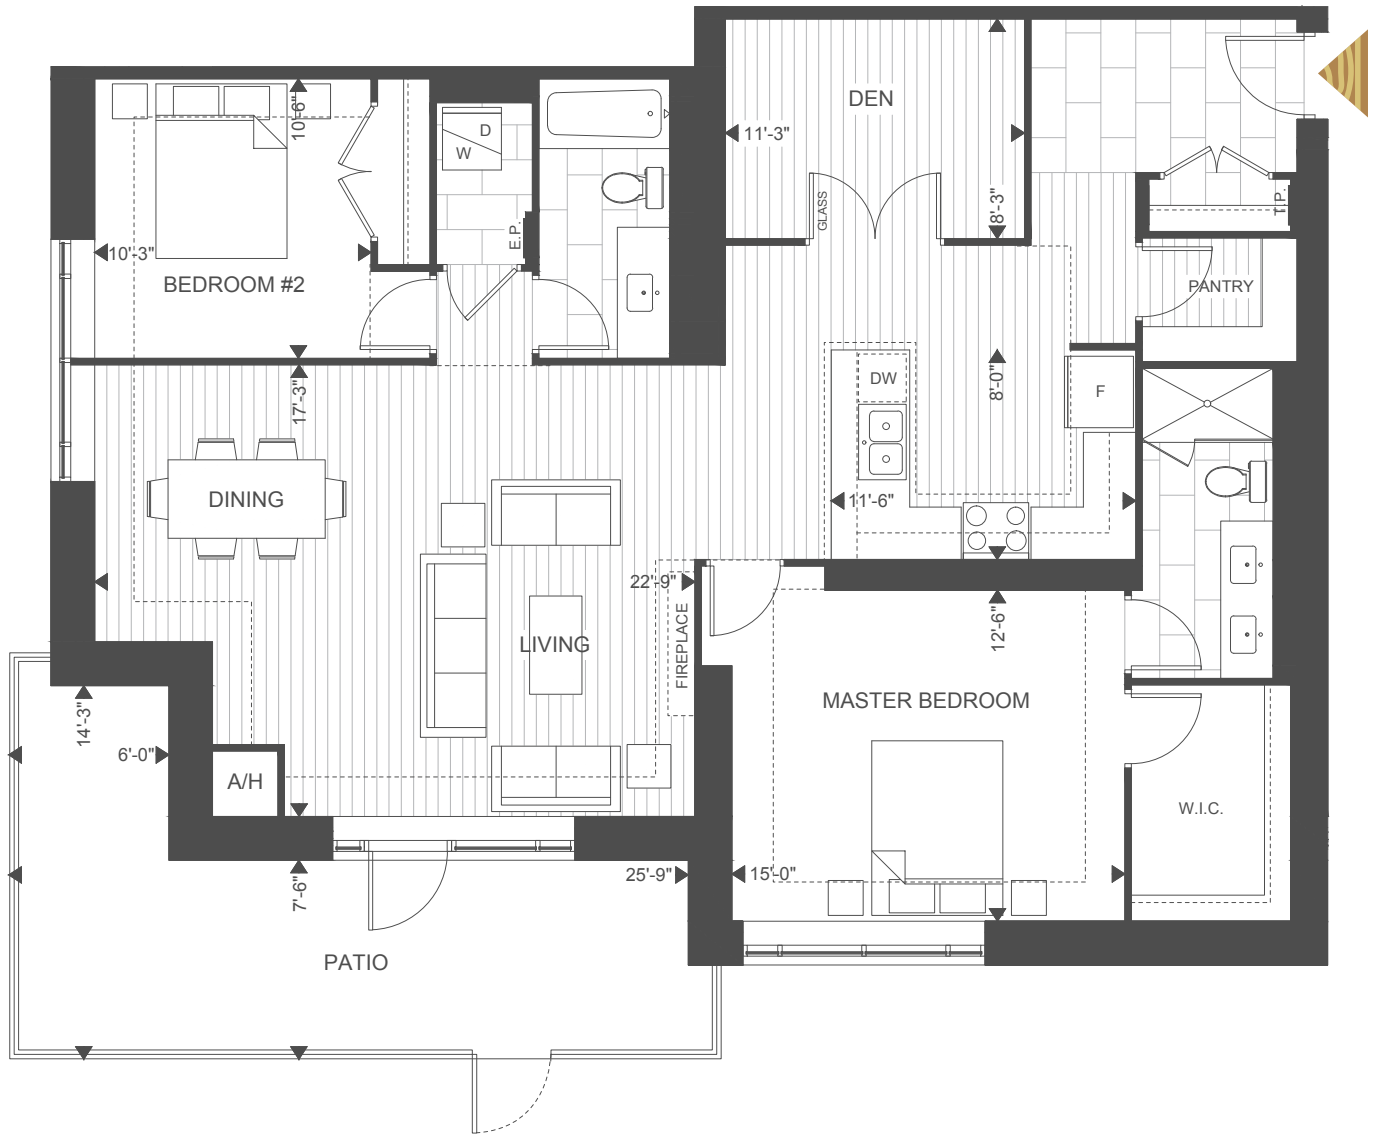 DEN
11'-3"
8'-3"
GLASS
T.P.
PANTRY
10'-6"
10'-3"
BEDROOM #2
D
W
E.P.
17'-3"
DW
8'-0"
F
11'-6"
DINING
22'-9"
FIREPLACE
LIVING
12'-6"
MASTER BEDROOM
14'-3"
6'-0"
A/H
W.I.C.
7'-6"
25'-9"
15'-0"
PATIO